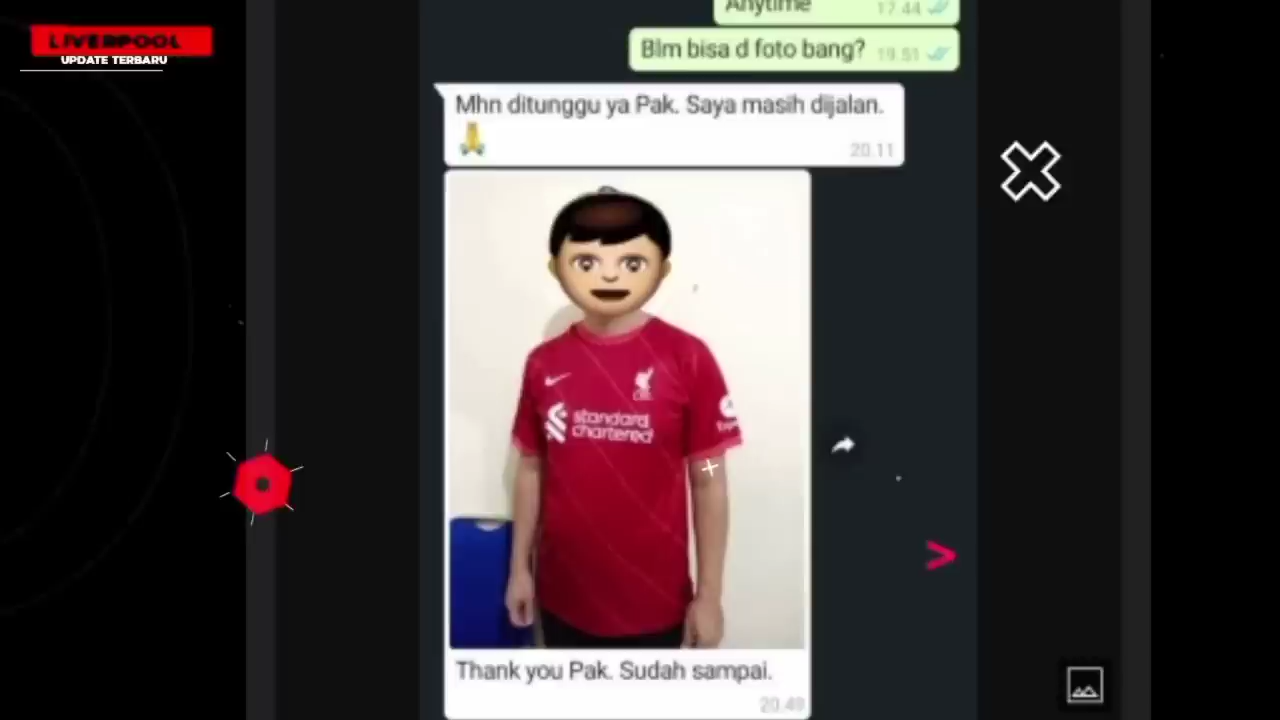 LIVERPOOL
UPDATE TERBARU
Anytime
17.44
Blm bisa d foto bang?
19.51
Mhn ditunggu ya Pak. Saya masih dijalan.
20.11
standard
chartered
Thank you Pak. Sudah sampai.
20.49